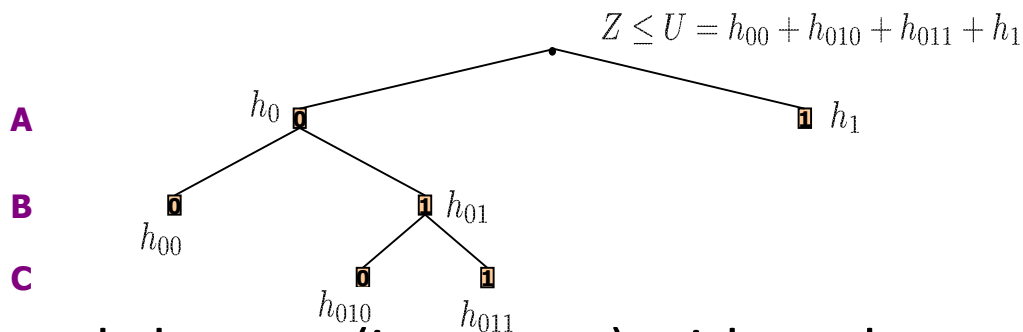 Z ≤ U = h₀₀ + h₀₁₀ + h₀₁₁ + h₁
A h₀ 0 1 h₁
B 0 1 h₀₁
h₀₀
C 0 1
h₀₁₀ h₀₁₁